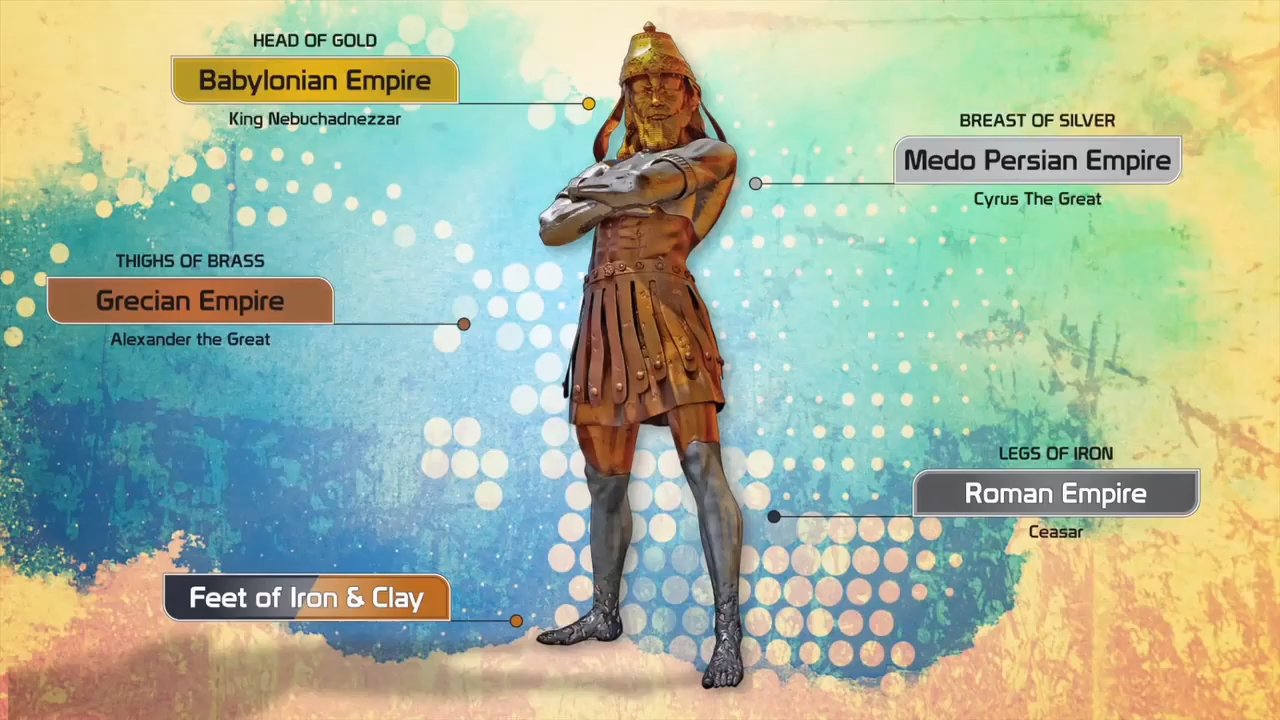 HEAD OF GOLD
Babylonian Empire
King Nebuchadnezzar
BREAST OF SILVER
Medo Persian Empire
Cyrus The Great
THIGHS OF BRASS
Grecian Empire
Alexander the Great
LEGS OF IRON
Roman Empire
Ceasar
Feet of Iron & Clay